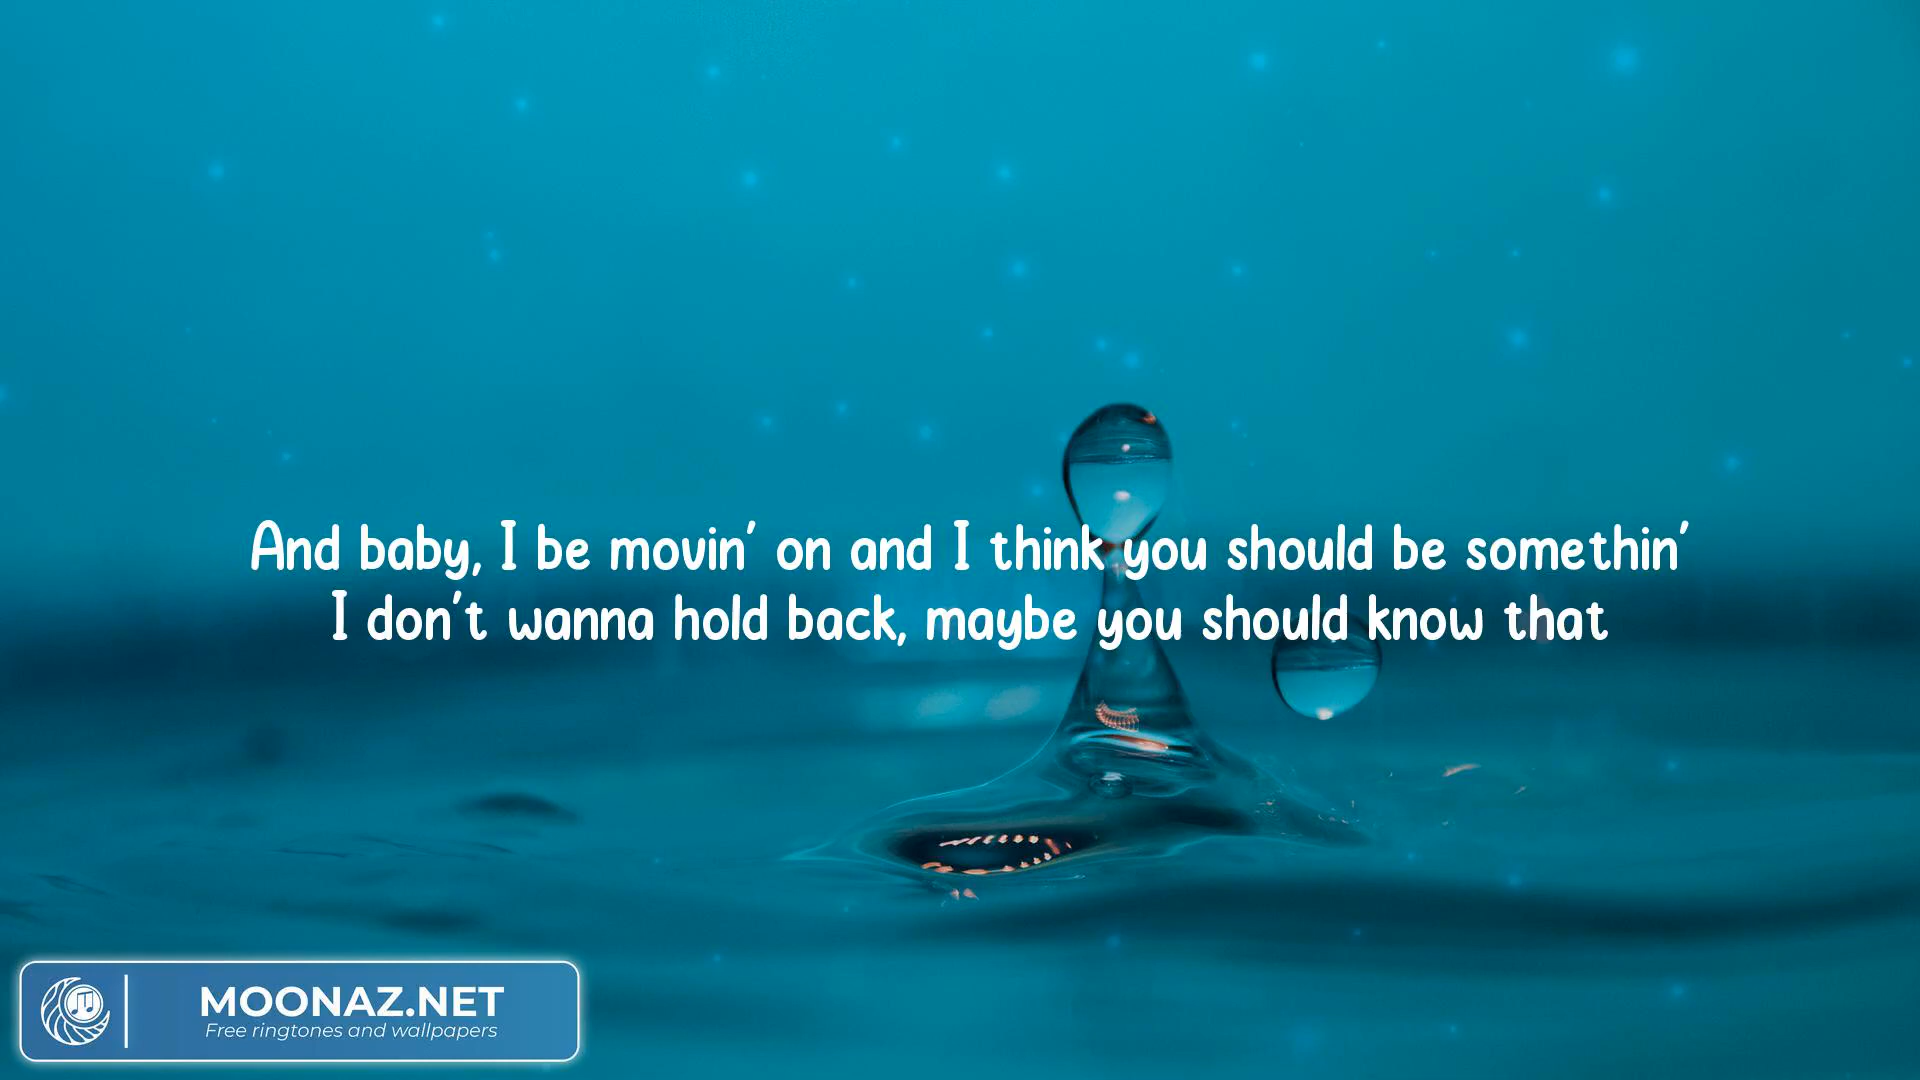 And baby, I be movin' on and I think you should be somethin'
I don't wanna hold back, maybe you should know that
MOONAZ.NET
Free ringtones and wallpapers